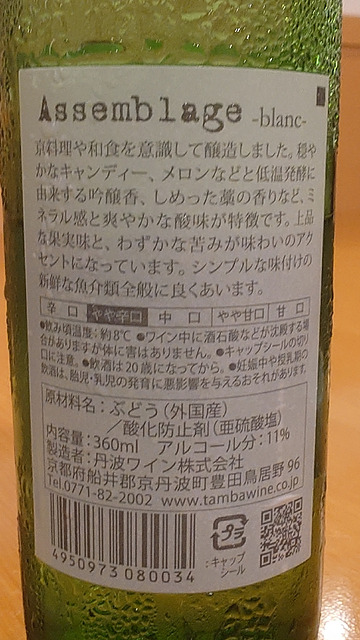 Assemblage -blanc-
京料理や和食を意識して醸造しました。穏や
かなキャンディー、メロンなどと低温発酵に
由来する吟醸香、しめった藁の香りなど、ミ
ネラル感と爽やかな酸味が特徴です。上品
な果実味と、わずかな苦みが味わいのアク
セントになっています。シンプルな味付けの
新鮮な魚介類全般に良くあいます。
辛口 やや辛口 中口 やや甘口 甘口
●飲み頃温度：約8℃ ●ワイン中に酒石酸などが沈殿する場
合がありますが体に害はありません。●キャップシールの切り
口に注意。●飲酒は20歳になってから。●妊娠中や授乳期の
飲酒は、胎児・乳児の発育に悪影響を与えるおそれがあります。
原材料名：ぶどう（外国産）
／酸化防止剤（亜硫酸塩）
内容量：360ml アルコール分：11%
製造者：丹波ワイン株式会社
京都府船井郡京丹波町豊田鳥居野96
Tel.0771-82-2002 www.tambawine.co.jp
4950973080034
プラ
：キャップ
シール